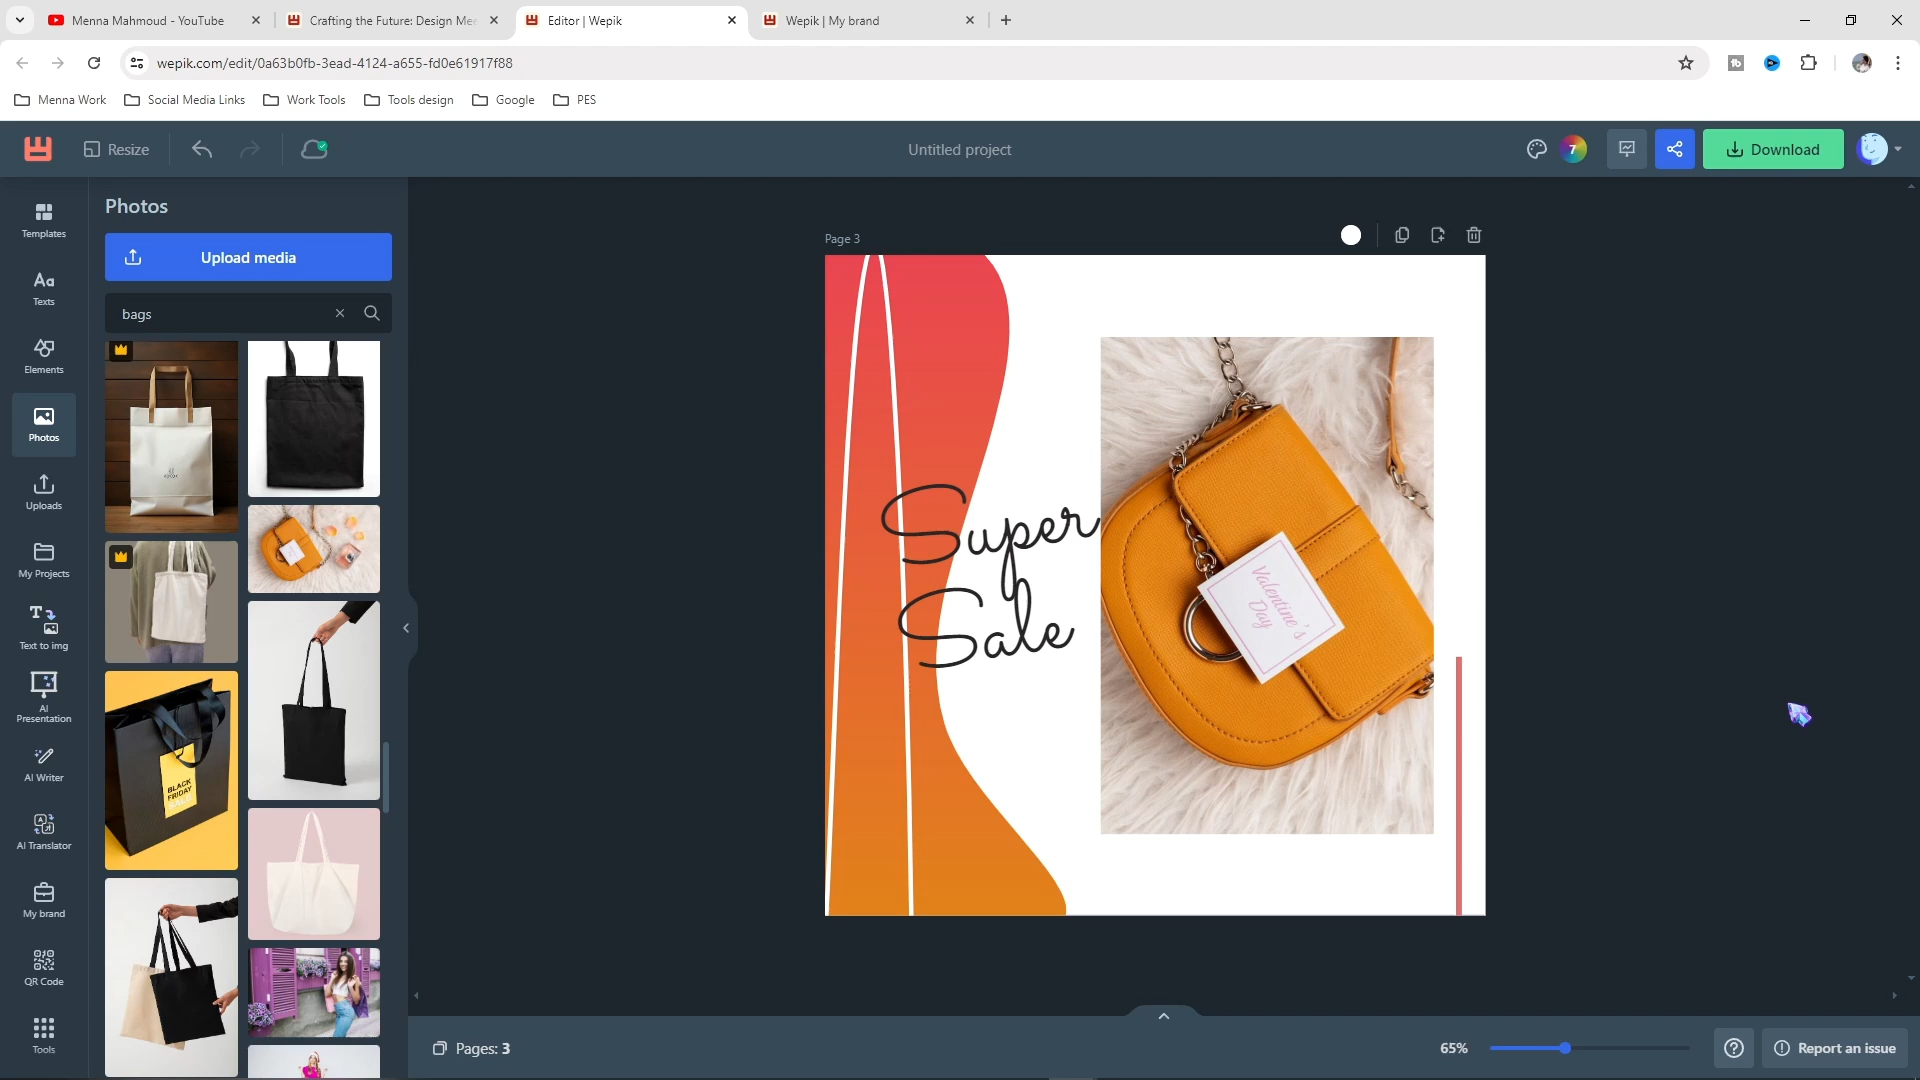 Menna Mahmoud - YouTube
Crafting the Future: Design Mee
Editor | Wepik
Wepik | My brand
wepik.com/edit/0a63b0fb-3ead-4124-a655-fd0e61917f88
Menna Work
Social Media Links
Work Tools
Tools design
Google
PES
Resize
Untitled project
7
Download
Templates
Texts
Elements
Photos
Uploads
My Projects
Text to img
AI
Presentation
AI Writer
AI Translator
My brand
QR Code
Tools
Photos
Upload media
bags
BLACK
FRIDAY
SALE
Page 3
Super
Sale
Valentine's
Day
Pages: 3
65%
Report an issue